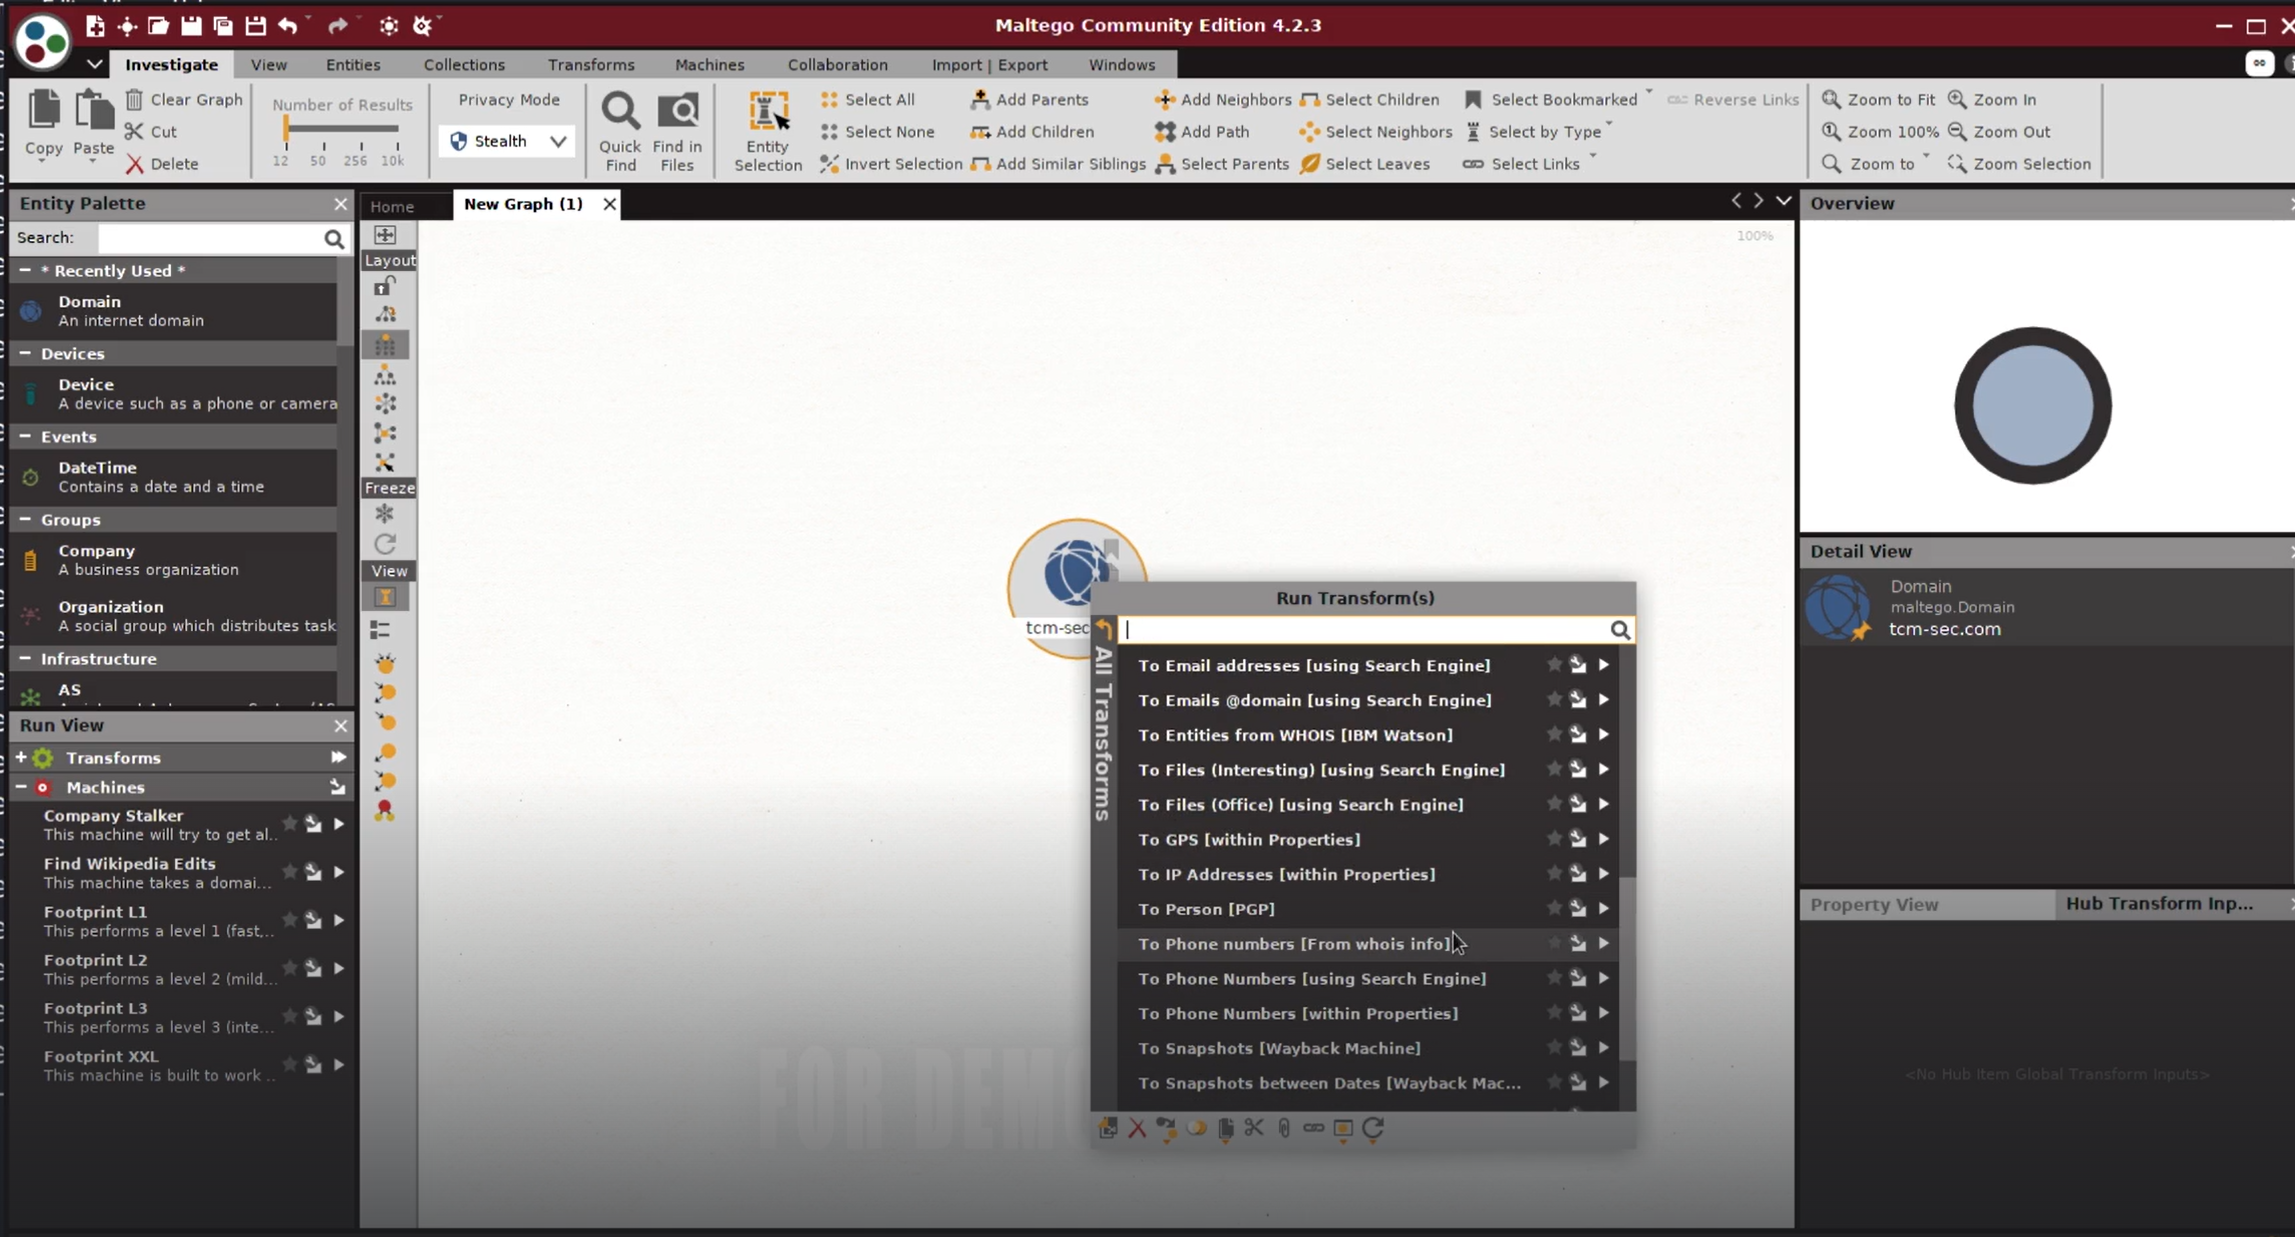 Maltego Community Edition 4.2.3
Investigate View Entities Collections Transforms Machines Collaboration Import | Export Windows
Copy
Paste
Clear Graph
Cut
Delete
Number of Results
12 50 256 10k
Privacy Mode
Stealth
Quick Find
Find in Files
Entity Selection
Select All
Select None
Invert Selection
Add Parents
Add Children
Add Similar Siblings
Add Neighbors
Add Path
Select Parents
Select Children
Select Neighbors
Select Leaves
Select Bookmarked
Select by Type
Select Links
Reverse Links
Zoom to Fit
Zoom 100%
Zoom to
Zoom In
Zoom Out
Zoom Selection
Entity Palette
Search:
* Recently Used *
Domain
An internet domain
Devices
Device
A device such as a phone or camera
Events
DateTime
Contains a date and a time
Groups
Company
A business organization
Organization
A social group which distributes task
Infrastructure
AS
Run View
Transforms
Machines
Company Stalker
This machine will try to get al..
Find Wikipedia Edits
This machine takes a domai...
Footprint L1
This performs a level 1 (fast,..
Footprint L2
This performs a level 2 (mild...
Footprint L3
This performs a level 3 (inte...
Footprint XXL
This machine is built to work ..
Home
New Graph (1)
Layout
Freeze
View
100%
tcm-sec
Run Transform(s)
All Transforms
To Email addresses [using Search Engine]
To Emails @domain [using Search Engine]
To Entities from WHOIS [IBM Watson]
To Files (Interesting) [using Search Engine]
To Files (Office) [using Search Engine]
To GPS [within Properties]
To IP Addresses [within Properties]
To Person [PGP]
To Phone numbers [From whois info]
To Phone Numbers [using Search Engine]
To Phone Numbers [within Properties]
To Snapshots [Wayback Machine]
To Snapshots between Dates [Wayback Mac...
FOR DEMO
Overview
Detail View
Domain
maltego.Domain
tcm-sec.com
Property View
Hub Transform Inp...
<No Hub Item Global Transform Inputs>